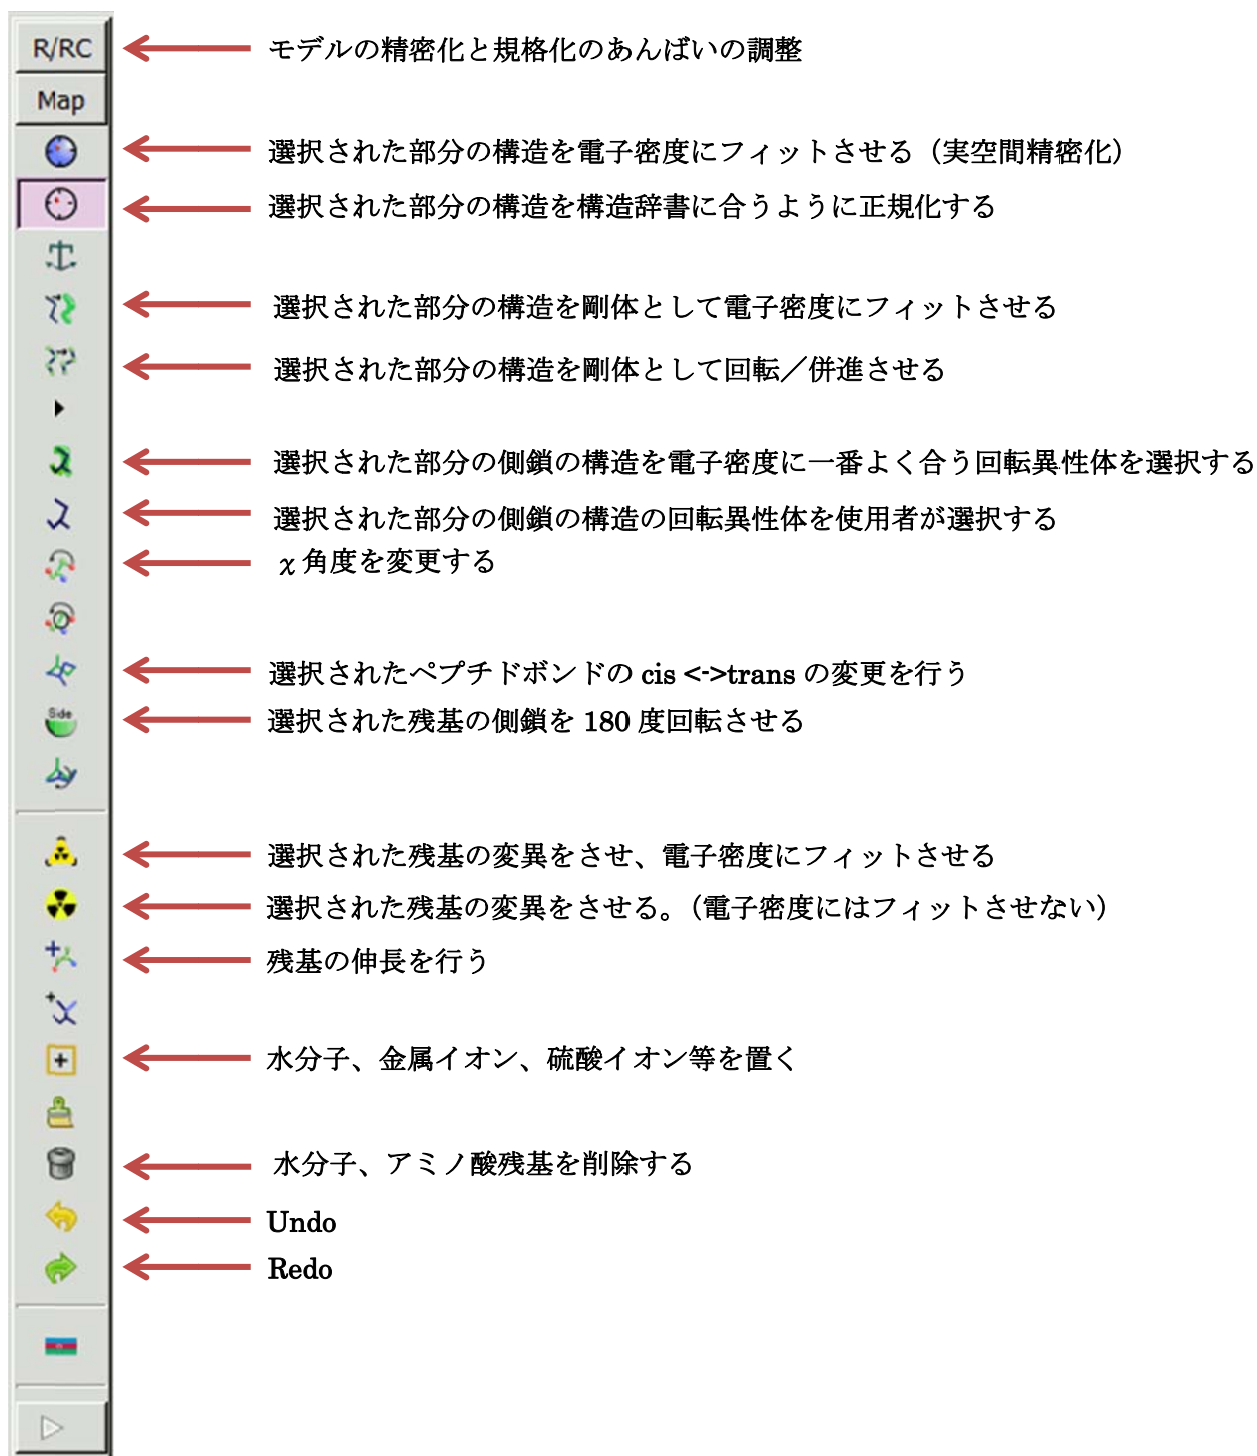 R/RC モデルの精密化と規格化のあんばいの調整
Map
選択された部分の構造を電子密度にフィットさせる（実空間精密化）
選択された部分の構造を構造辞書に合うように正規化する
選択された部分の構造を剛体として電子密度にフィットさせる
選択された部分の構造を剛体として回転／併進させる
選択された部分の側鎖の構造を電子密度に一番よく合う回転異性体を選択する
選択された部分の側鎖の構造の回転異性体を使用者が選択する
χ角度を変更する
選択されたペプチドボンドの cis <->trans の変更を行う
Side 選択された残基の側鎖を 180 度回転させる
選択された残基の変異をさせ、電子密度にフィットさせる
選択された残基の変異をさせる。（電子密度にはフィットさせない）
残基の伸長を行う
水分子、金属イオン、硫酸イオン等を置く
水分子、アミノ酸残基を削除する
Undo
Redo